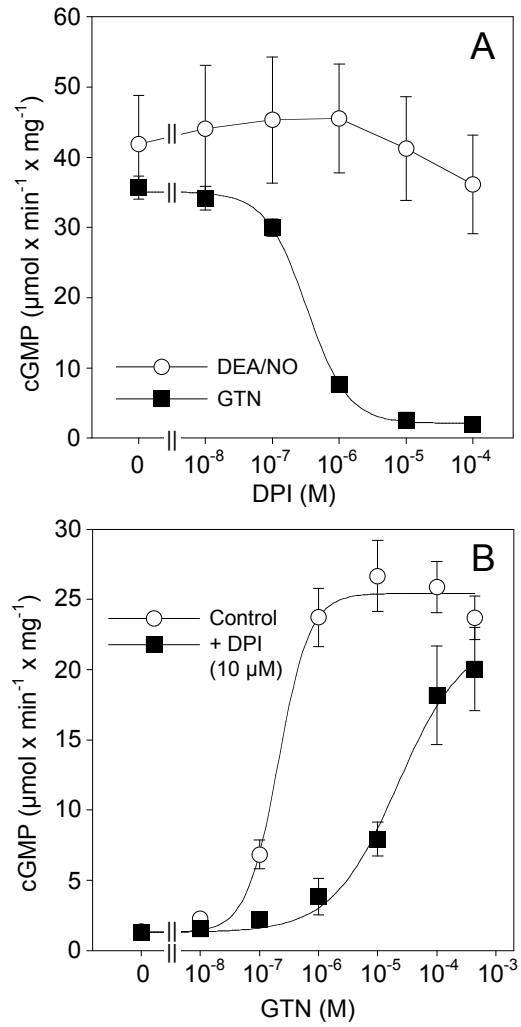 A
60
50
40
30
20
10
0
cGMP (µmol x min⁻¹ x mg⁻¹)
DEA/NO
GTN
0 10⁻⁸ 10⁻⁷ 10⁻⁶ 10⁻⁵ 10⁻⁴
DPI (M)
B
30
25
20
15
10
5
0
cGMP (µmol x min⁻¹ x mg⁻¹)
Control
+ DPI
(10 µM)
0 10⁻⁸ 10⁻⁷ 10⁻⁶ 10⁻⁵ 10⁻⁴ 10⁻³
GTN (M)